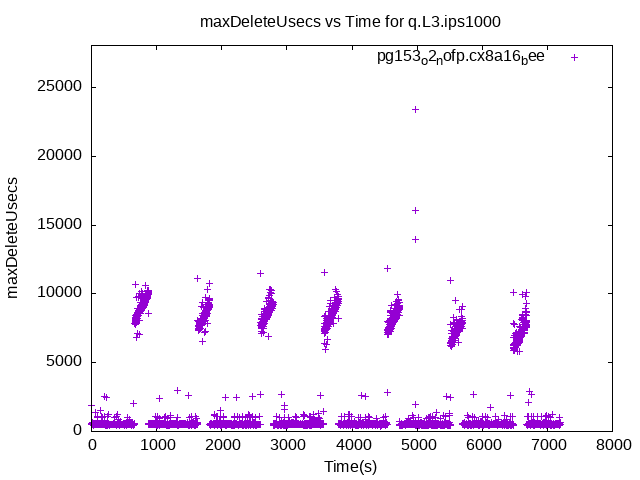 maxDeleteUsecs vs Time for q.L3.ips1000
pg153o2nofp.cx8a16bee
25000
20000
15000
10000
5000
0
maxDeleteUsecs
0 1000 2000 3000 4000 5000 6000 7000 8000
Time(s)